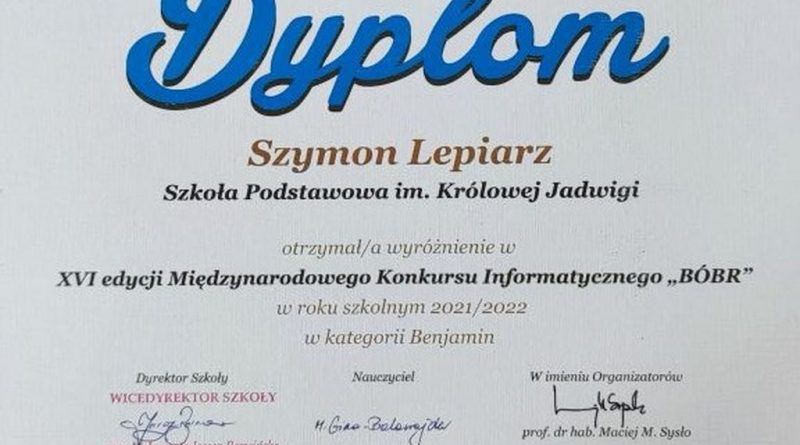 Dyplom
Szymon Lepiarz
Szkoła Podstawowa im. Królowej Jadwigi
otrzymał/a wyróżnienie w
XVI edycji Międzynarodowego Konkursu Informatycznego „BÓBR”
w roku szkolnym 2021/2022
w kategorii Benjamin
Dyrektor Szkoły Nauczyciel W imieniu Organizatorów
WICEDYREKTOR SZKOŁY
prof. dr hab. Maciej M. Sysło